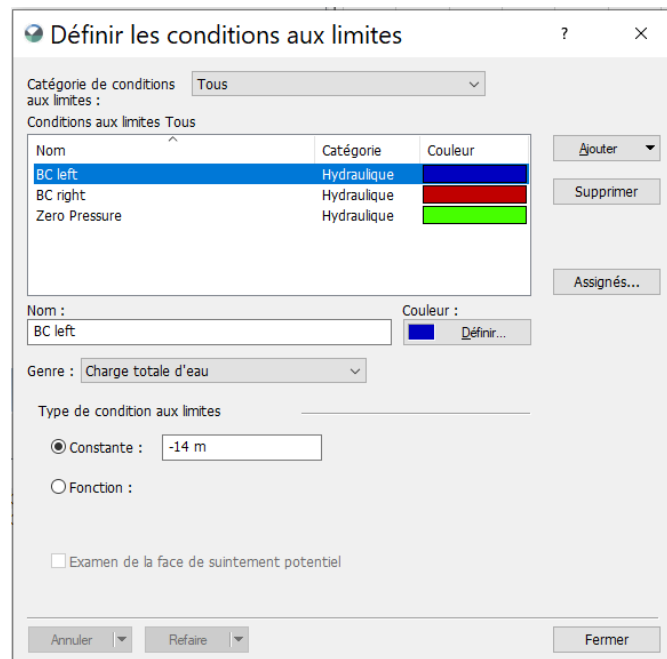 Définir les conditions aux limites ? ×
Catégorie de conditions aux limites : Tous
Conditions aux limites Tous
Nom Catégorie Couleur
BC left Hydraulique
BC right Hydraulique
Zero Pressure Hydraulique
Ajouter
Supprimer
Assignés...
Nom : Couleur :
BC left Définir...
Genre : Charge totale d'eau
Type de condition aux limites
Constante : -14 m
Fonction :
Examen de la face de suintement potentiel
Annuler Refaire Fermer